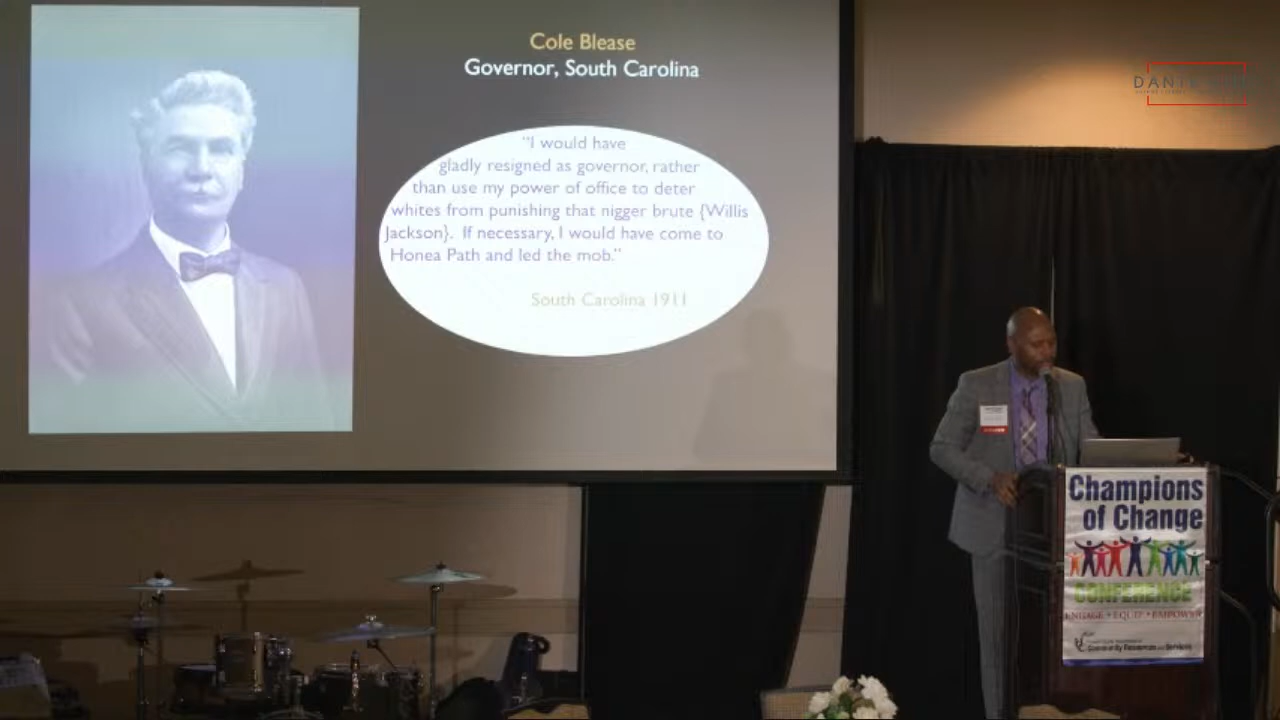 Cole Blease
Governor, South Carolina
"I would have
gladly resigned as governor, rather
than use my power of office to deter
whites from punishing that nigger brute {Willis
Jackson}. If necessary, I would have come to
Honea Path and led the mob."
South Carolina 1911
Champions
of Change
CONFERENCE
ENGAGE • EQUIP • EMPOWER
Community Resources and Services